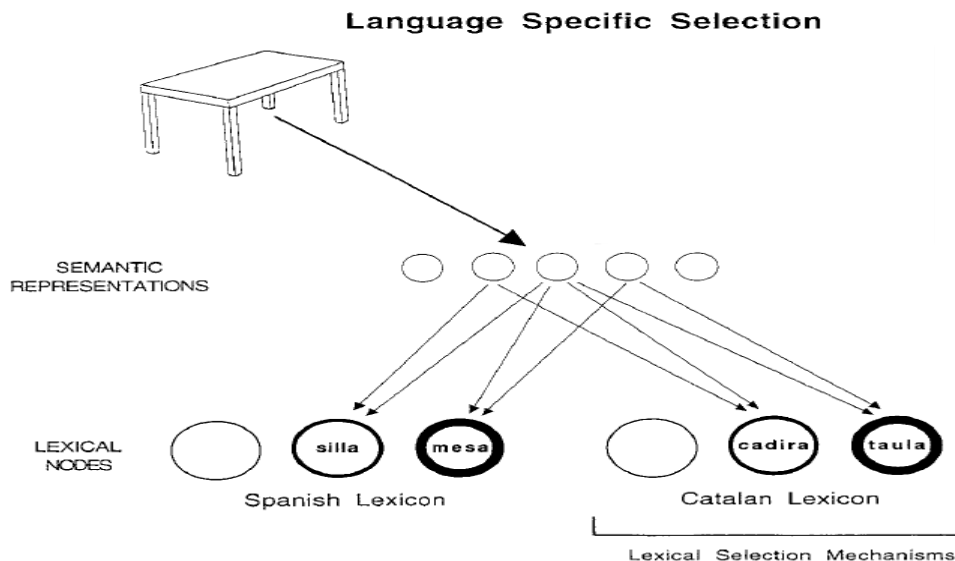 Language Specific Selection
SEMANTIC
REPRESENTATIONS
LEXICAL
NODES
silla
mesa
cadira
taula
Spanish Lexicon
Catalan Lexicon
Lexical Selection Mechanisms